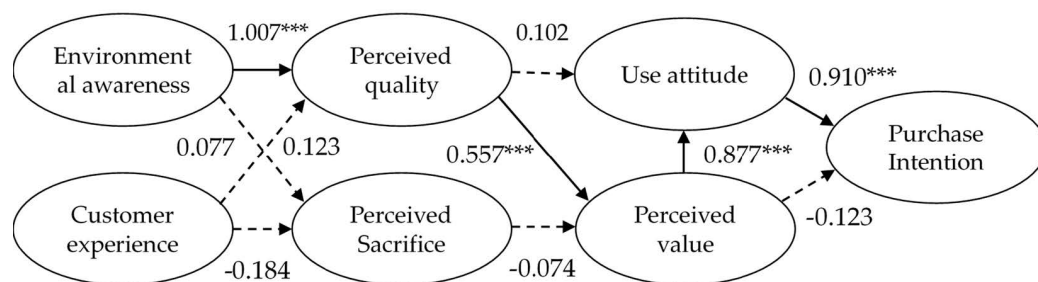 1.007***
Environment
al awareness
Perceived
quality
0.102
Use attitude
0.910***
0.077
0.123
0.557***
0.877***
Purchase
Intention
Customer
experience
Perceived
Sacrifice
Perceived
value
-0.184
-0.074
-0.123